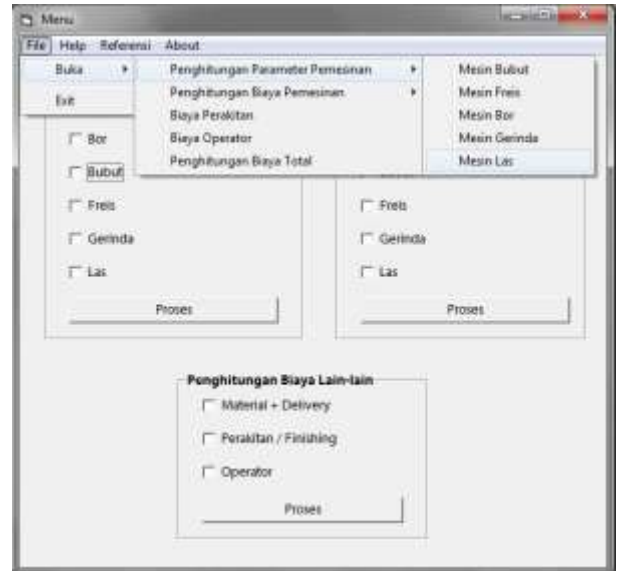 Menu
File Help Referensi About
Buka Penghitungan Parameter Pemesinan Mesin Bubut
Exit Penghitungan Biaya Pemesinan Mesin Freis
Biaya Perakitan Mesin Bor
Biaya Operator Mesin Gerinda
Penghitungan Biaya Total Mesin Las
Bor
Bubut
Freis Freis
Gerinda Gerinda
Las Las
Proses Proses
Penghitungan Biaya Lain-lain
Material + Delivery
Perakitan / Finishing
Operator
Proses